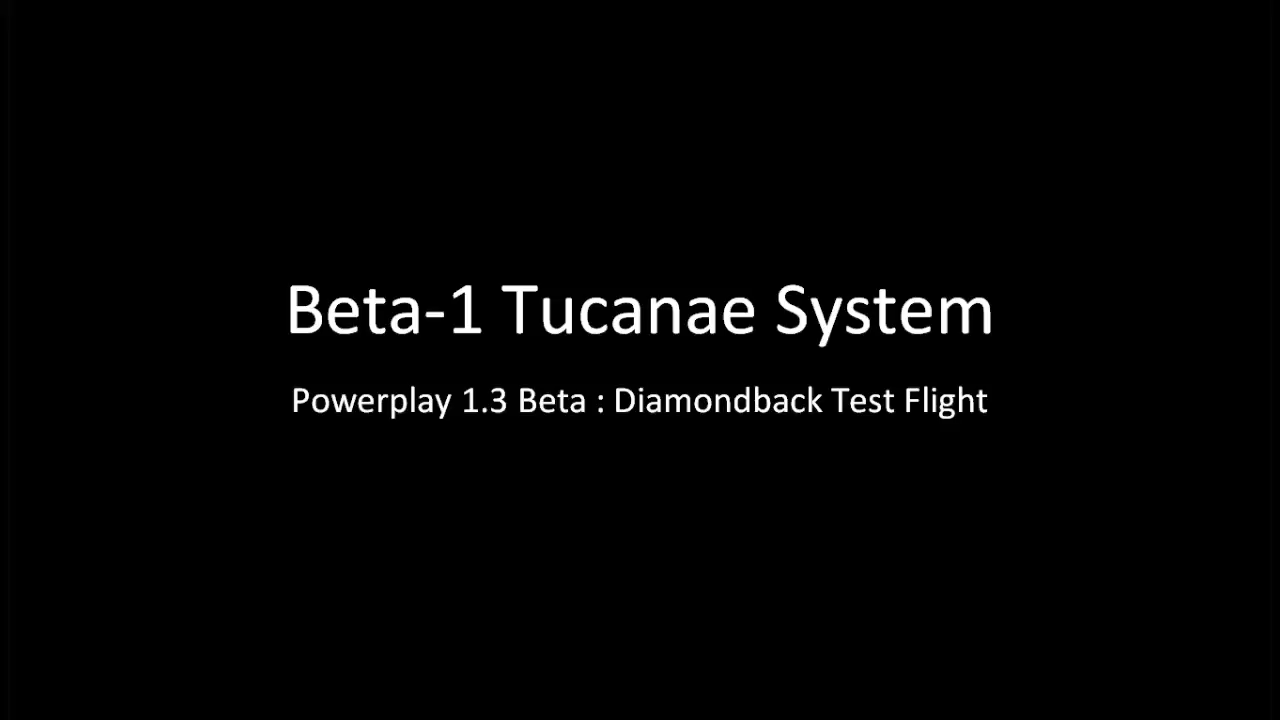 Beta-1 Tucanae System
Powerplay 1.3 Beta : Diamondback Test Flight